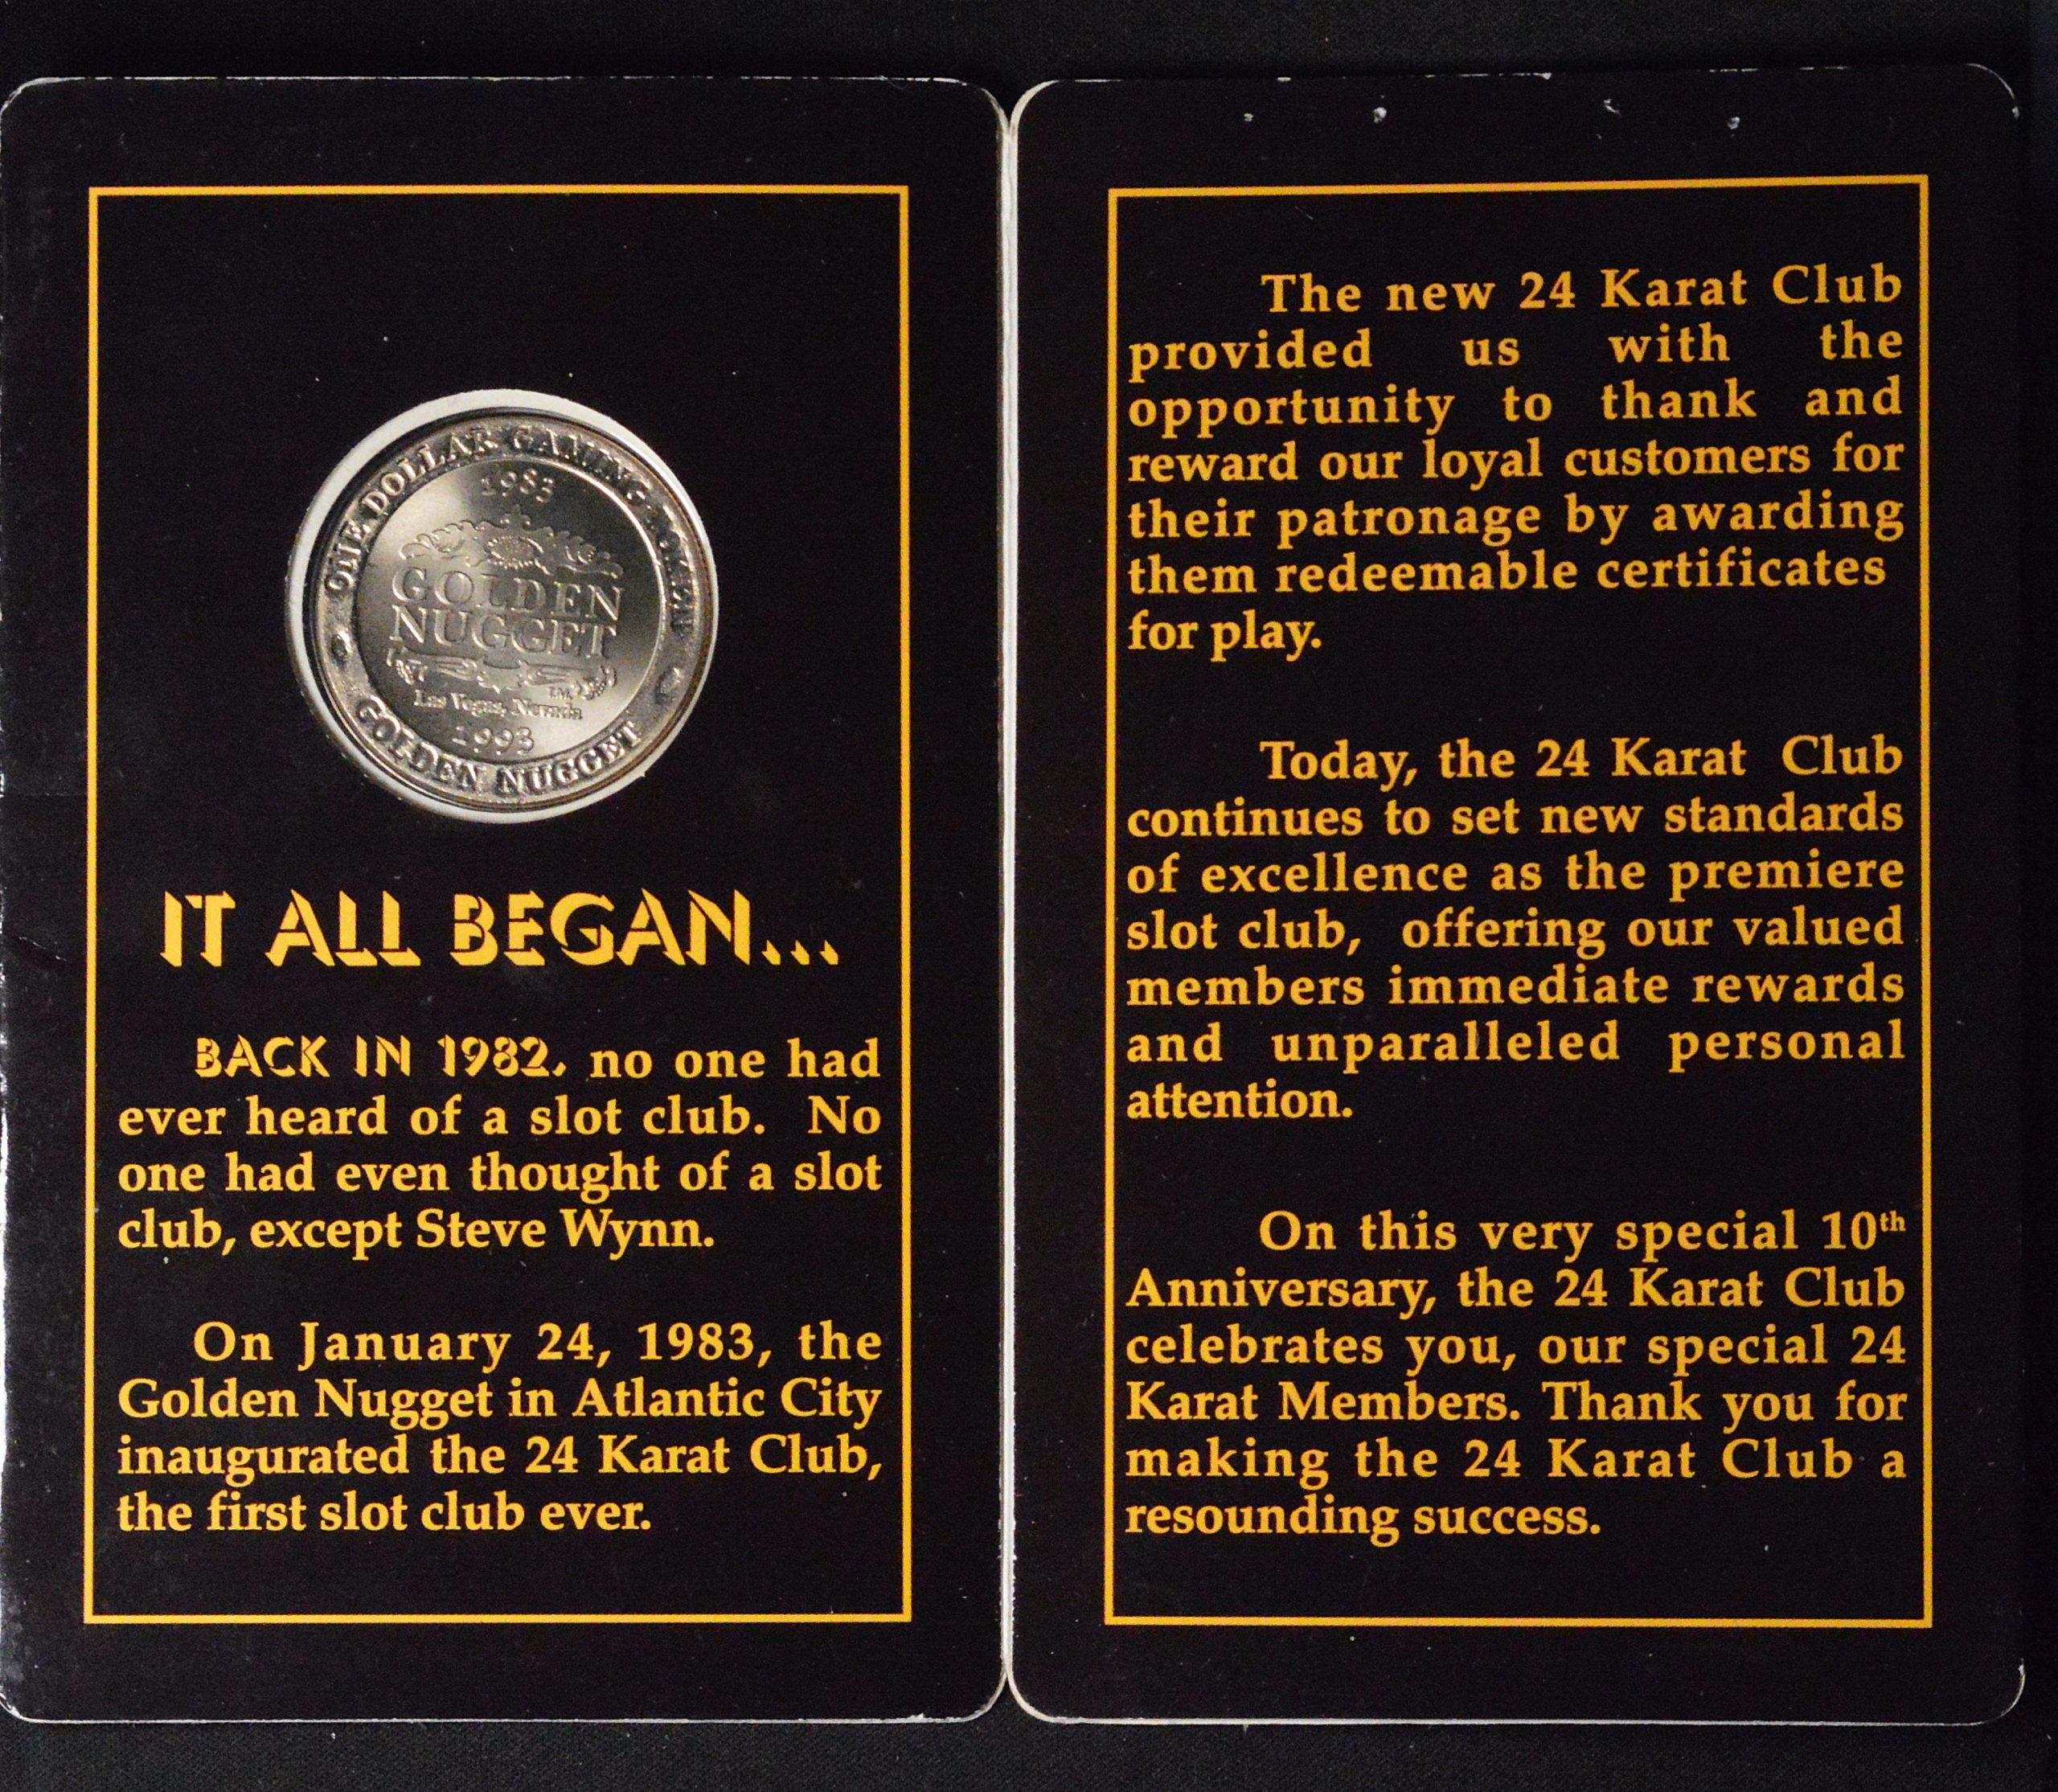 ONE DOLLAR GAMING TOKEN
1983
GOLDEN
NUGGET
T.M.
Las Vegas, Nevada
1993
GOLDEN NUGGET
IT ALL BEGAN...
BACK IN 1982, no one had
ever heard of a slot club. No
one had even thought of a slot
club, except Steve Wynn.
On January 24, 1983, the
Golden Nugget in Atlantic City
inaugurated the 24 Karat Club,
the first slot club ever.
The new 24 Karat Club
provided us with the
opportunity to thank and
reward our loyal customers for
their patronage by awarding
them redeemable certificates
for play.
Today, the 24 Karat Club
continues to set new standards
of excellence as the premiere
slot club, offering our valued
members immediate rewards
and unparalleled personal
attention.
On this very special 10th
Anniversary, the 24 Karat Club
celebrates you, our special 24
Karat Members. Thank you for
making the 24 Karat Club a
resounding success.